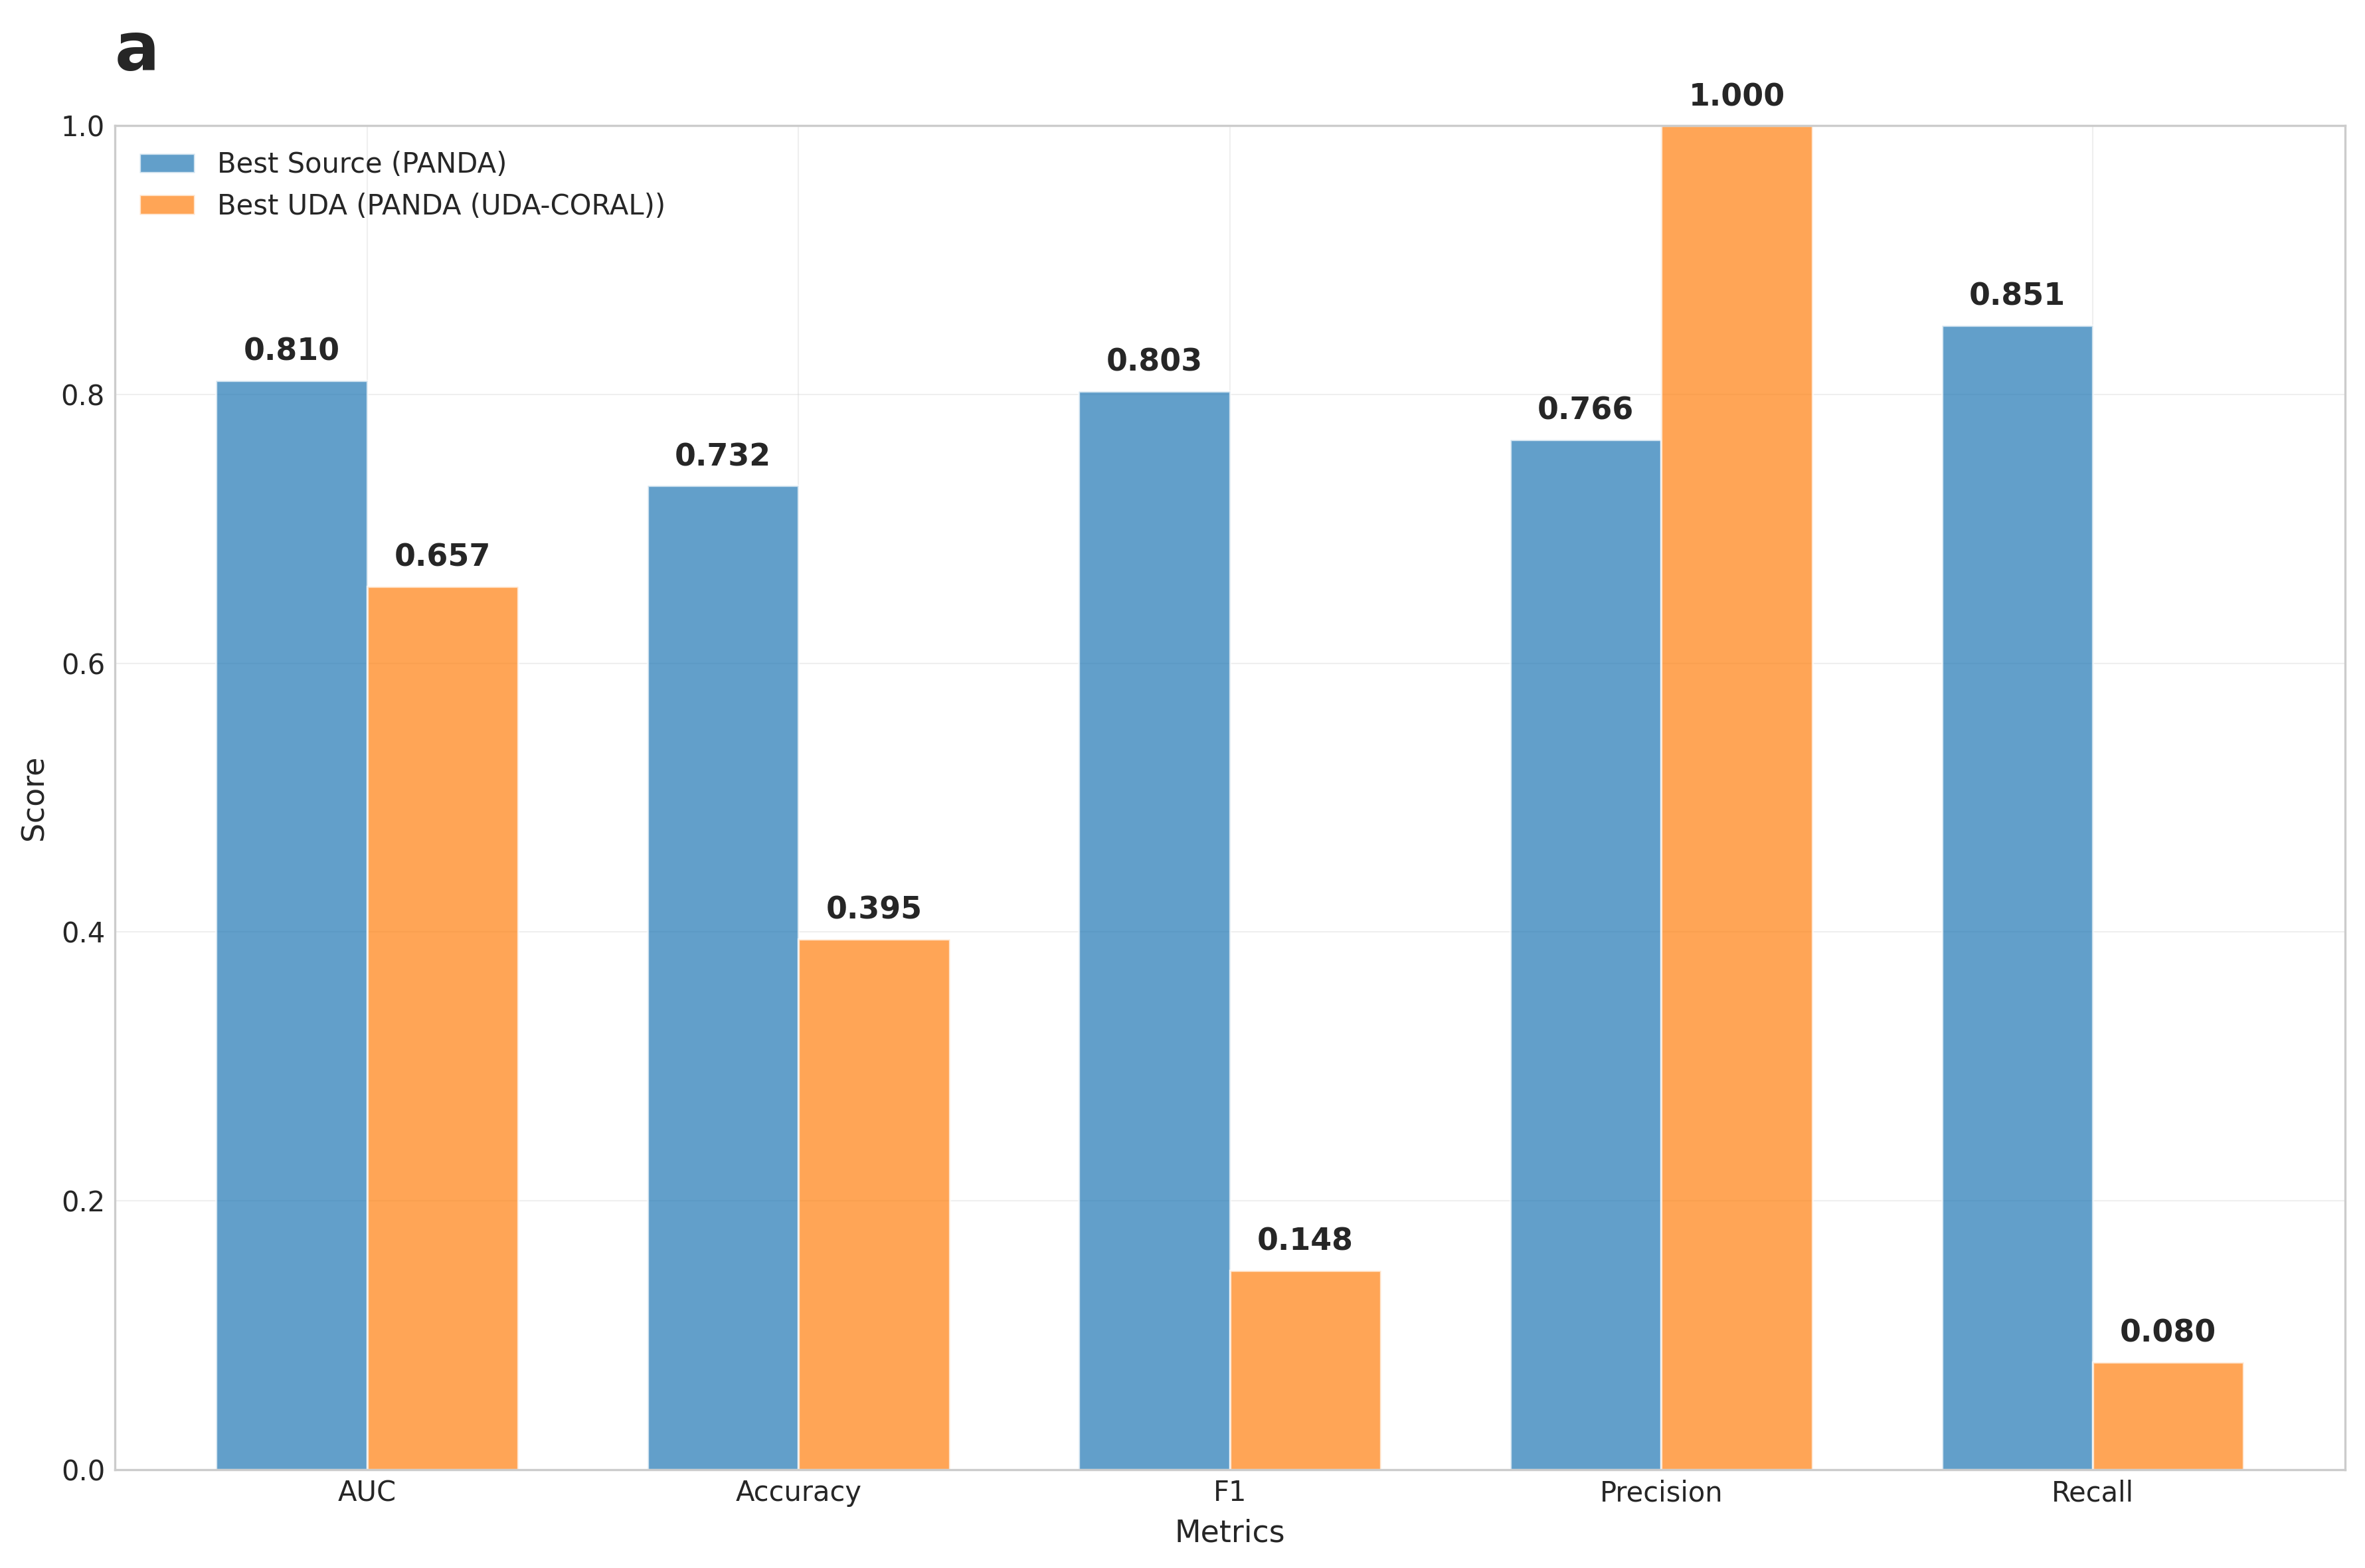 a
1.000
1.0
Best Source (PANDA)
Best UDA (PANDA (UDA-CORAL))
0.851
0.810
0.803
0.8
0.766
0.732
0.657
0.6
Score
0.4
0.395
0.2
0.148
0.080
0.0
AUC Accuracy F1 Precision Recall
Metrics